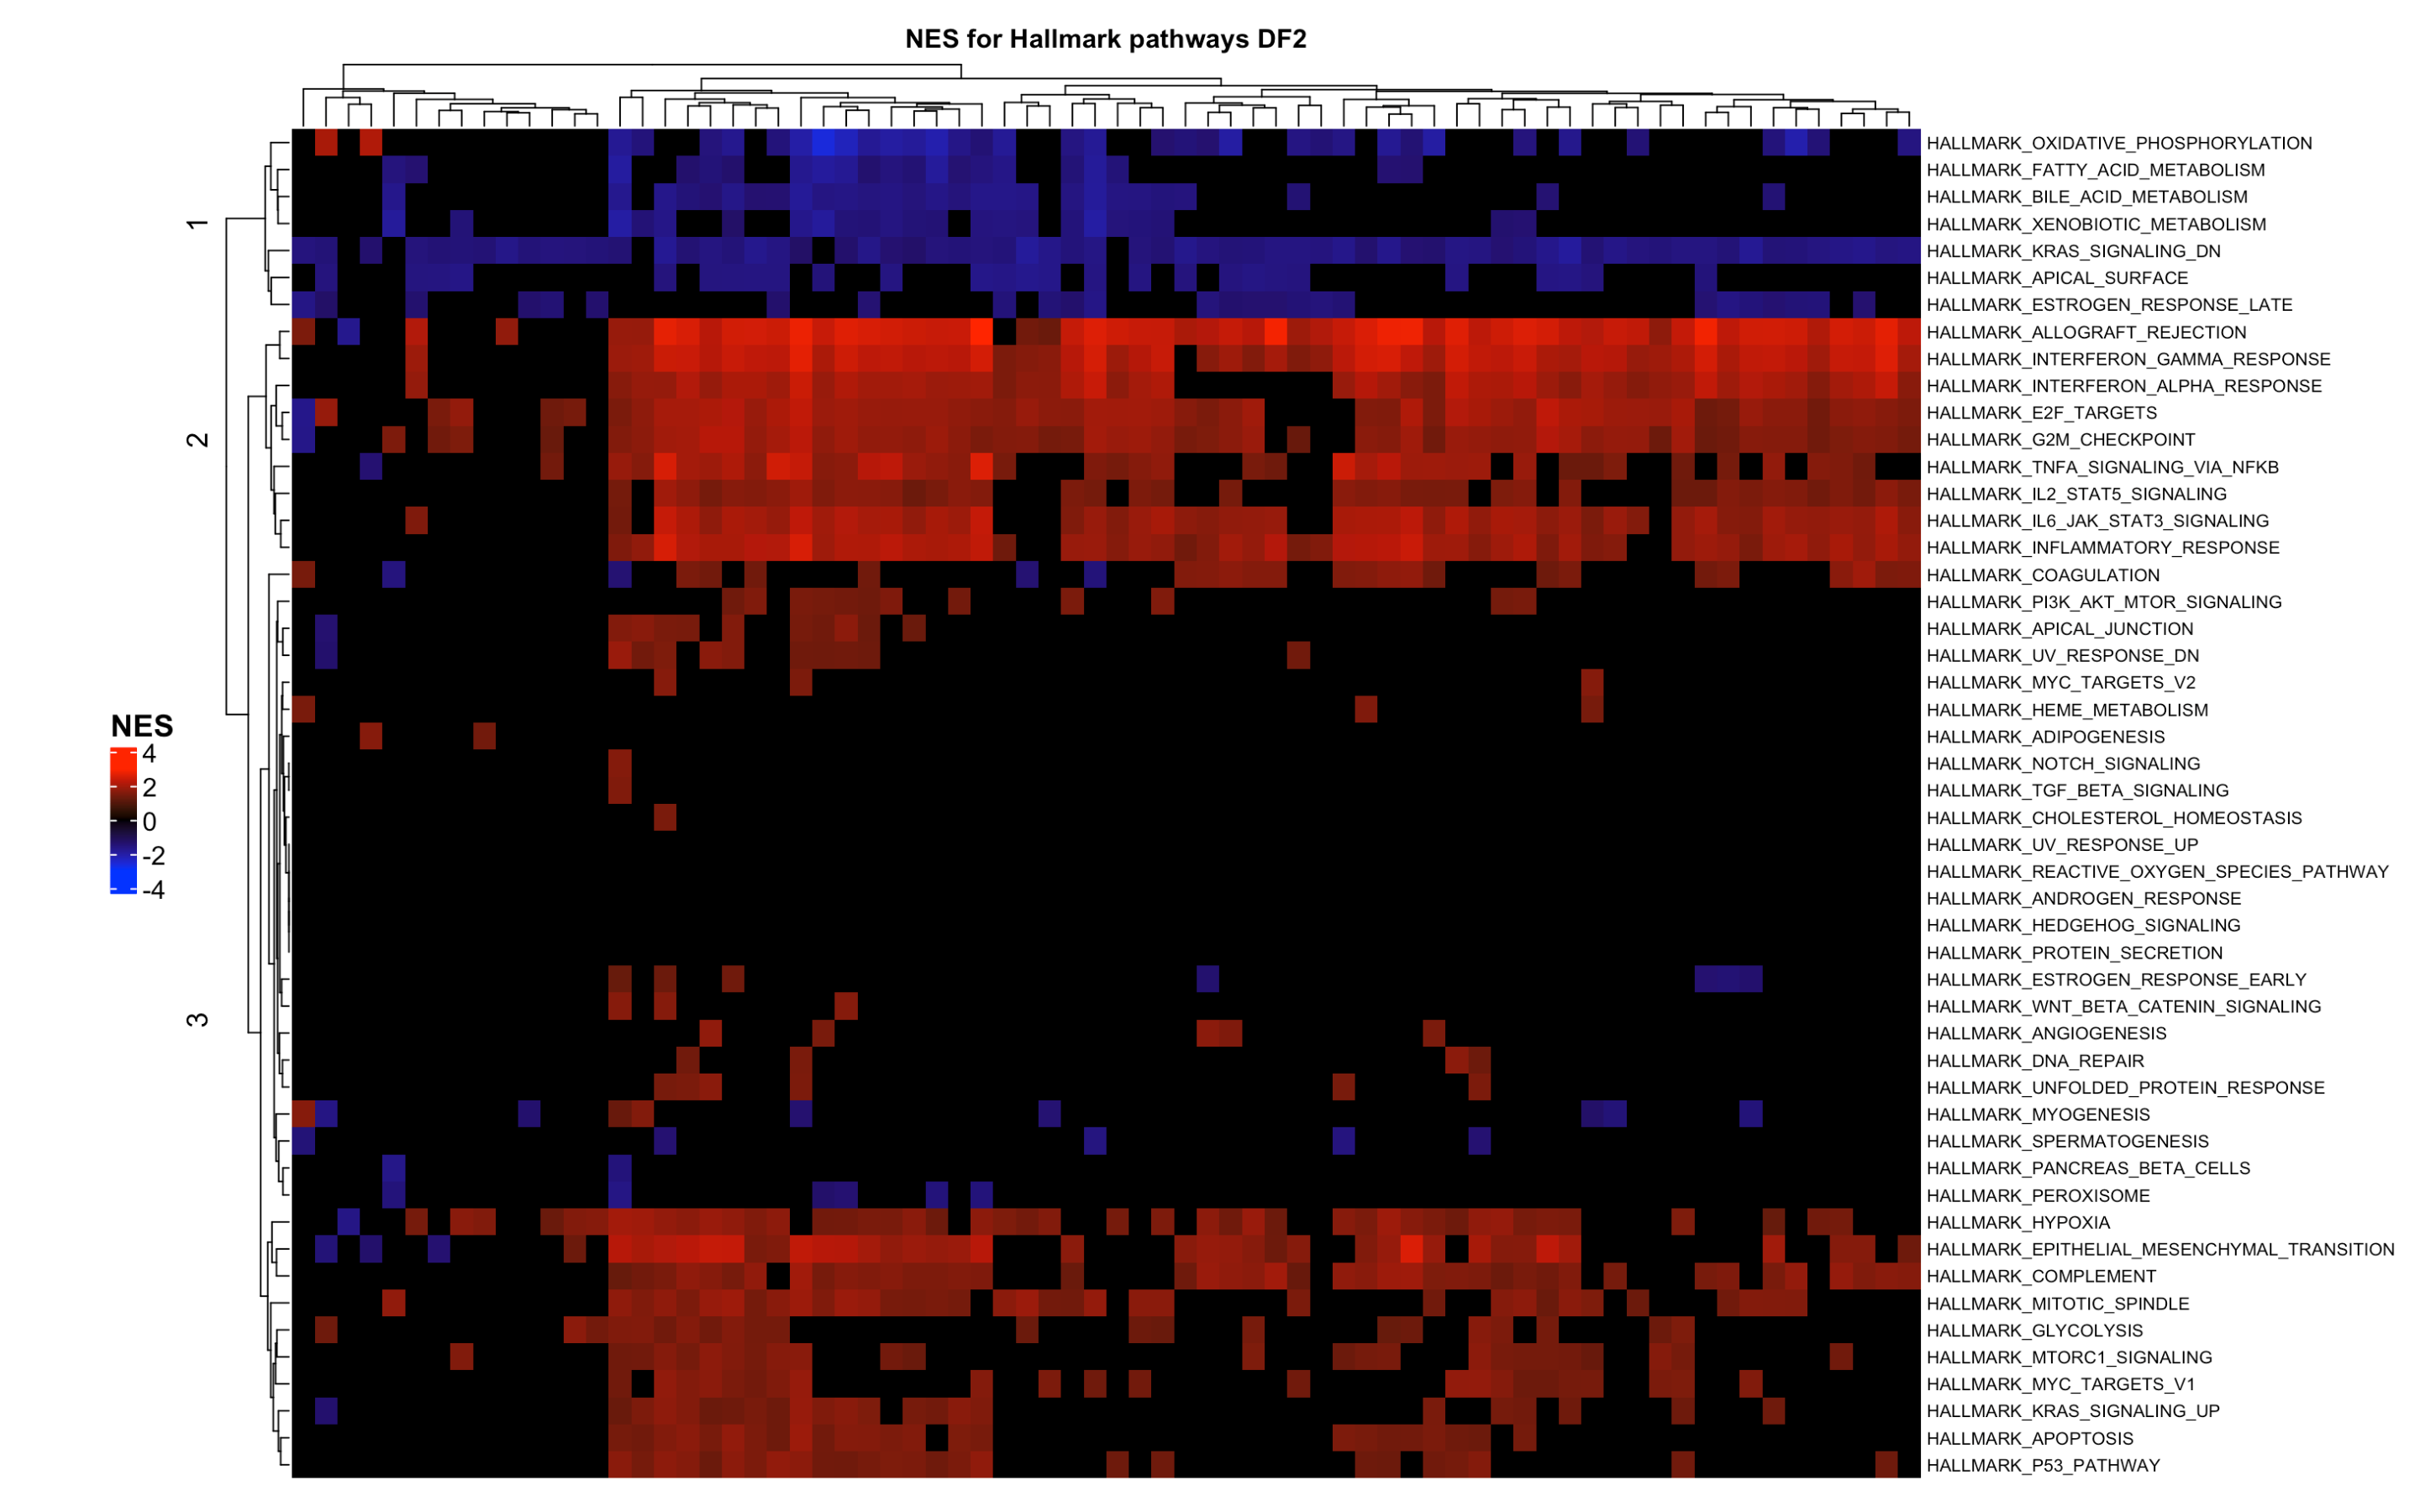 NES for Hallmark pathways DF2
1
2
3
NES
4
2
0
-2
-4
HALLMARK_OXIDATIVE_PHOSPHORYLATION
HALLMARK_FATTY_ACID_METABOLISM
HALLMARK_BILE_ACID_METABOLISM
HALLMARK_XENOBIOTIC_METABOLISM
HALLMARK_KRAS_SIGNALING_DN
HALLMARK_APICAL_SURFACE
HALLMARK_ESTROGEN_RESPONSE_LATE
HALLMARK_ALLOGRAFT_REJECTION
HALLMARK_INTERFERON_GAMMA_RESPONSE
HALLMARK_INTERFERON_ALPHA_RESPONSE
HALLMARK_E2F_TARGETS
HALLMARK_G2M_CHECKPOINT
HALLMARK_TNFA_SIGNALING_VIA_NFKB
HALLMARK_IL2_STAT5_SIGNALING
HALLMARK_IL6_JAK_STAT3_SIGNALING
HALLMARK_INFLAMMATORY_RESPONSE
HALLMARK_COAGULATION
HALLMARK_PI3K_AKT_MTOR_SIGNALING
HALLMARK_APICAL_JUNCTION
HALLMARK_UV_RESPONSE_DN
HALLMARK_MYC_TARGETS_V2
HALLMARK_HEME_METABOLISM
HALLMARK_ADIPOGENESIS
HALLMARK_NOTCH_SIGNALING
HALLMARK_TGF_BETA_SIGNALING
HALLMARK_CHOLESTEROL_HOMEOSTASIS
HALLMARK_UV_RESPONSE_UP
HALLMARK_REACTIVE_OXYGEN_SPECIES_PATHWAY
HALLMARK_ANDROGEN_RESPONSE
HALLMARK_HEDGEHOG_SIGNALING
HALLMARK_PROTEIN_SECRETION
HALLMARK_ESTROGEN_RESPONSE_EARLY
HALLMARK_WNT_BETA_CATENIN_SIGNALING
HALLMARK_ANGIOGENESIS
HALLMARK_DNA_REPAIR
HALLMARK_UNFOLDED_PROTEIN_RESPONSE
HALLMARK_MYOGENESIS
HALLMARK_SPERMATOGENESIS
HALLMARK_PANCREAS_BETA_CELLS
HALLMARK_PEROXISOME
HALLMARK_HYPOXIA
HALLMARK_EPITHELIAL_MESENCHYMAL_TRANSITION
HALLMARK_COMPLEMENT
HALLMARK_MITOTIC_SPINDLE
HALLMARK_GLYCOLYSIS
HALLMARK_MTORC1_SIGNALING
HALLMARK_MYC_TARGETS_V1
HALLMARK_KRAS_SIGNALING_UP
HALLMARK_APOPTOSIS
HALLMARK_P53_PATHWAY